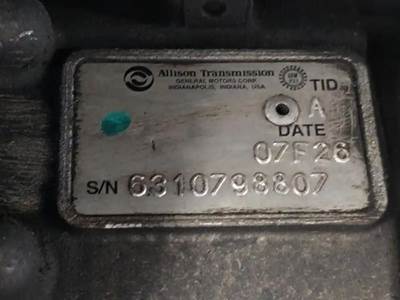 Allison Transmission
GENERAL MOTORS CORP.
INDIANAPOLIS, INDIANA, USA
TID
A
DATE
07F26
S/N 6310798807